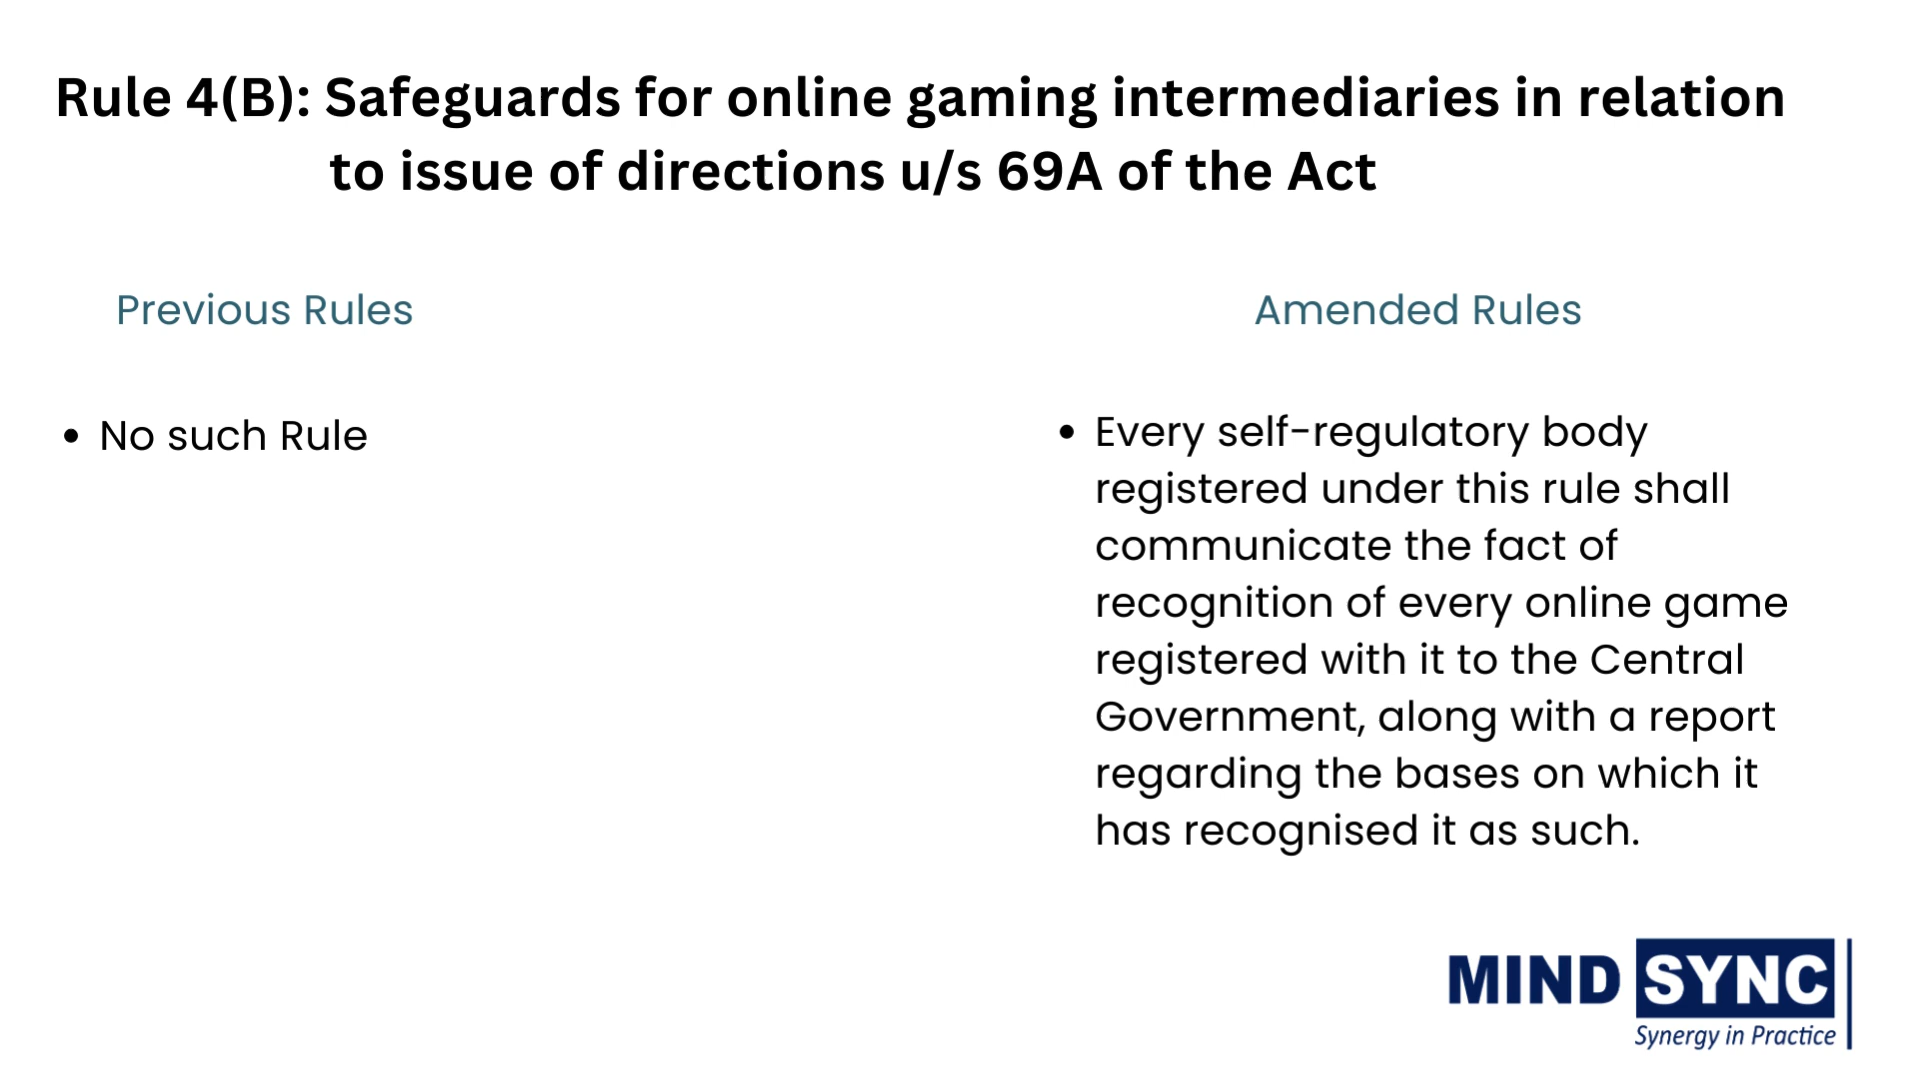 Rule 4(B): Safeguards for online gaming intermediaries in relation
to issue of directions u/s 69A of the Act
Previous Rules
• No such Rule
Amended Rules
• Every self-regulatory body
registered under this rule shall
communicate the fact of
recognition of every online game
registered with it to the Central
Government, along with a report
regarding the bases on which it
has recognised it as such.
MIND SYNC
Synergy in Practice